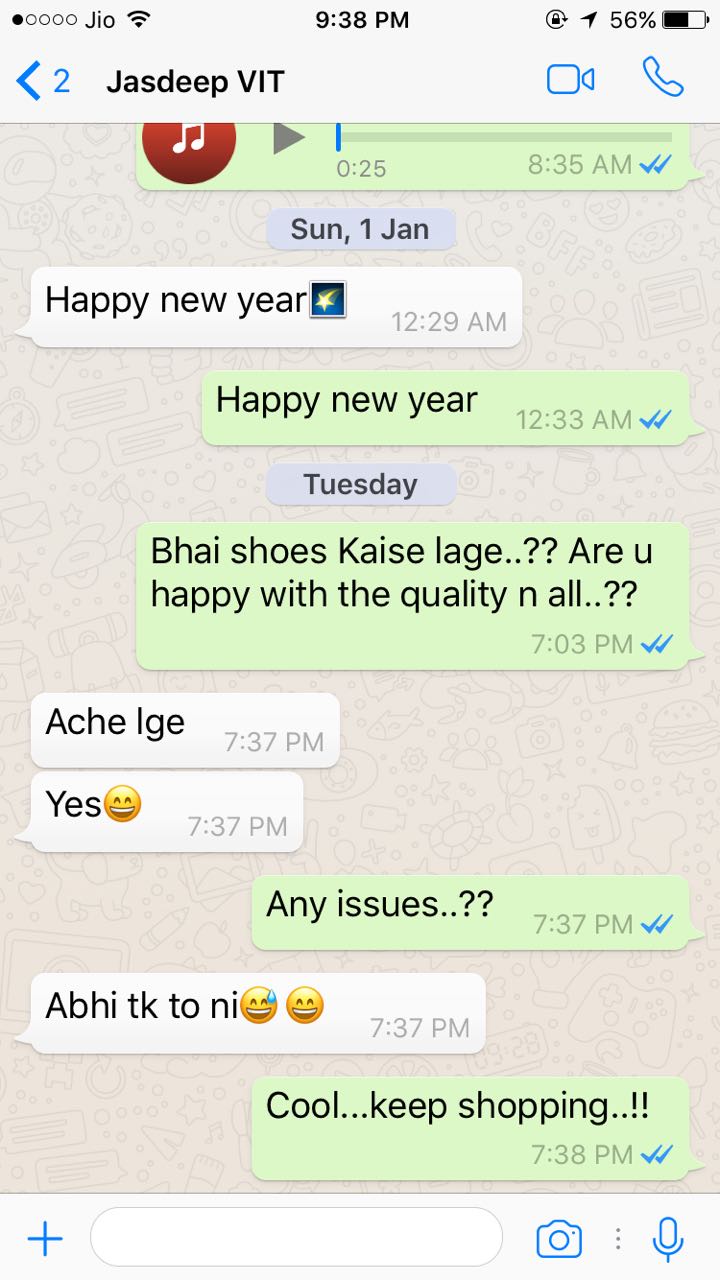 Jio 9:38 PM 56%
2 Jasdeep VIT
0:25 8:35 AM
Sun, 1 Jan
Happy new year🌠 12:29 AM
Happy new year 12:33 AM
Tuesday
Bhai shoes Kaise lage..?? Are u
happy with the quality n all..??
7:03 PM
Ache lge 7:37 PM
Yes😄 7:37 PM
Any issues..?? 7:37 PM
Abhi tk to ni😅😄 7:37 PM
Cool...keep shopping..!!
7:38 PM